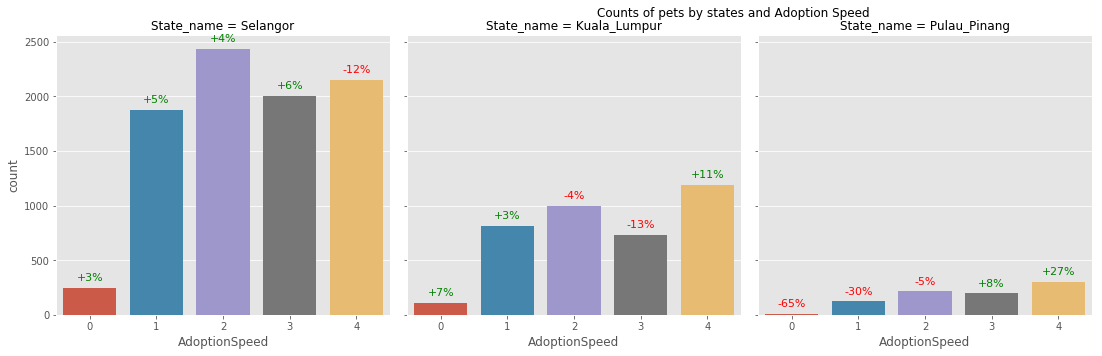 Counts of pets by states and Adoption Speed
State_name = Selangor
State_name = Kuala_Lumpur
State_name = Pulau_Pinang
count
2500
2000
1500
1000
500
0
+3%
+5%
+4%
+6%
-12%
0 1 2 3 4
AdoptionSpeed
+7%
+3%
-4%
-13%
+11%
0 1 2 3 4
AdoptionSpeed
-65%
-30%
-5%
+8%
+27%
0 1 2 3 4
AdoptionSpeed